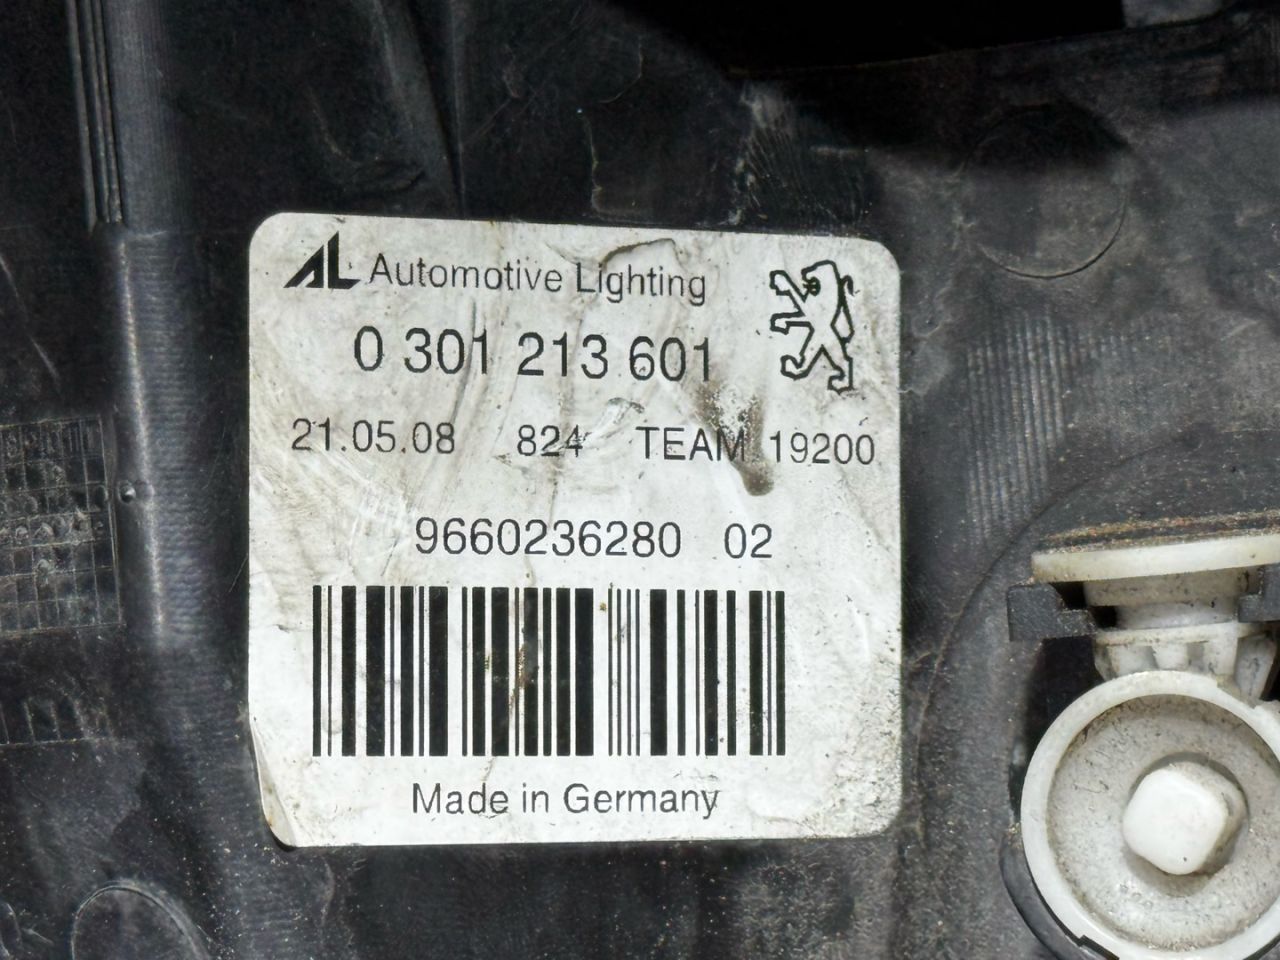 AL Automotive Lighting
0 301 213 601
21.05.08 824 TEAM 19200
9660236280 02
Made in Germany